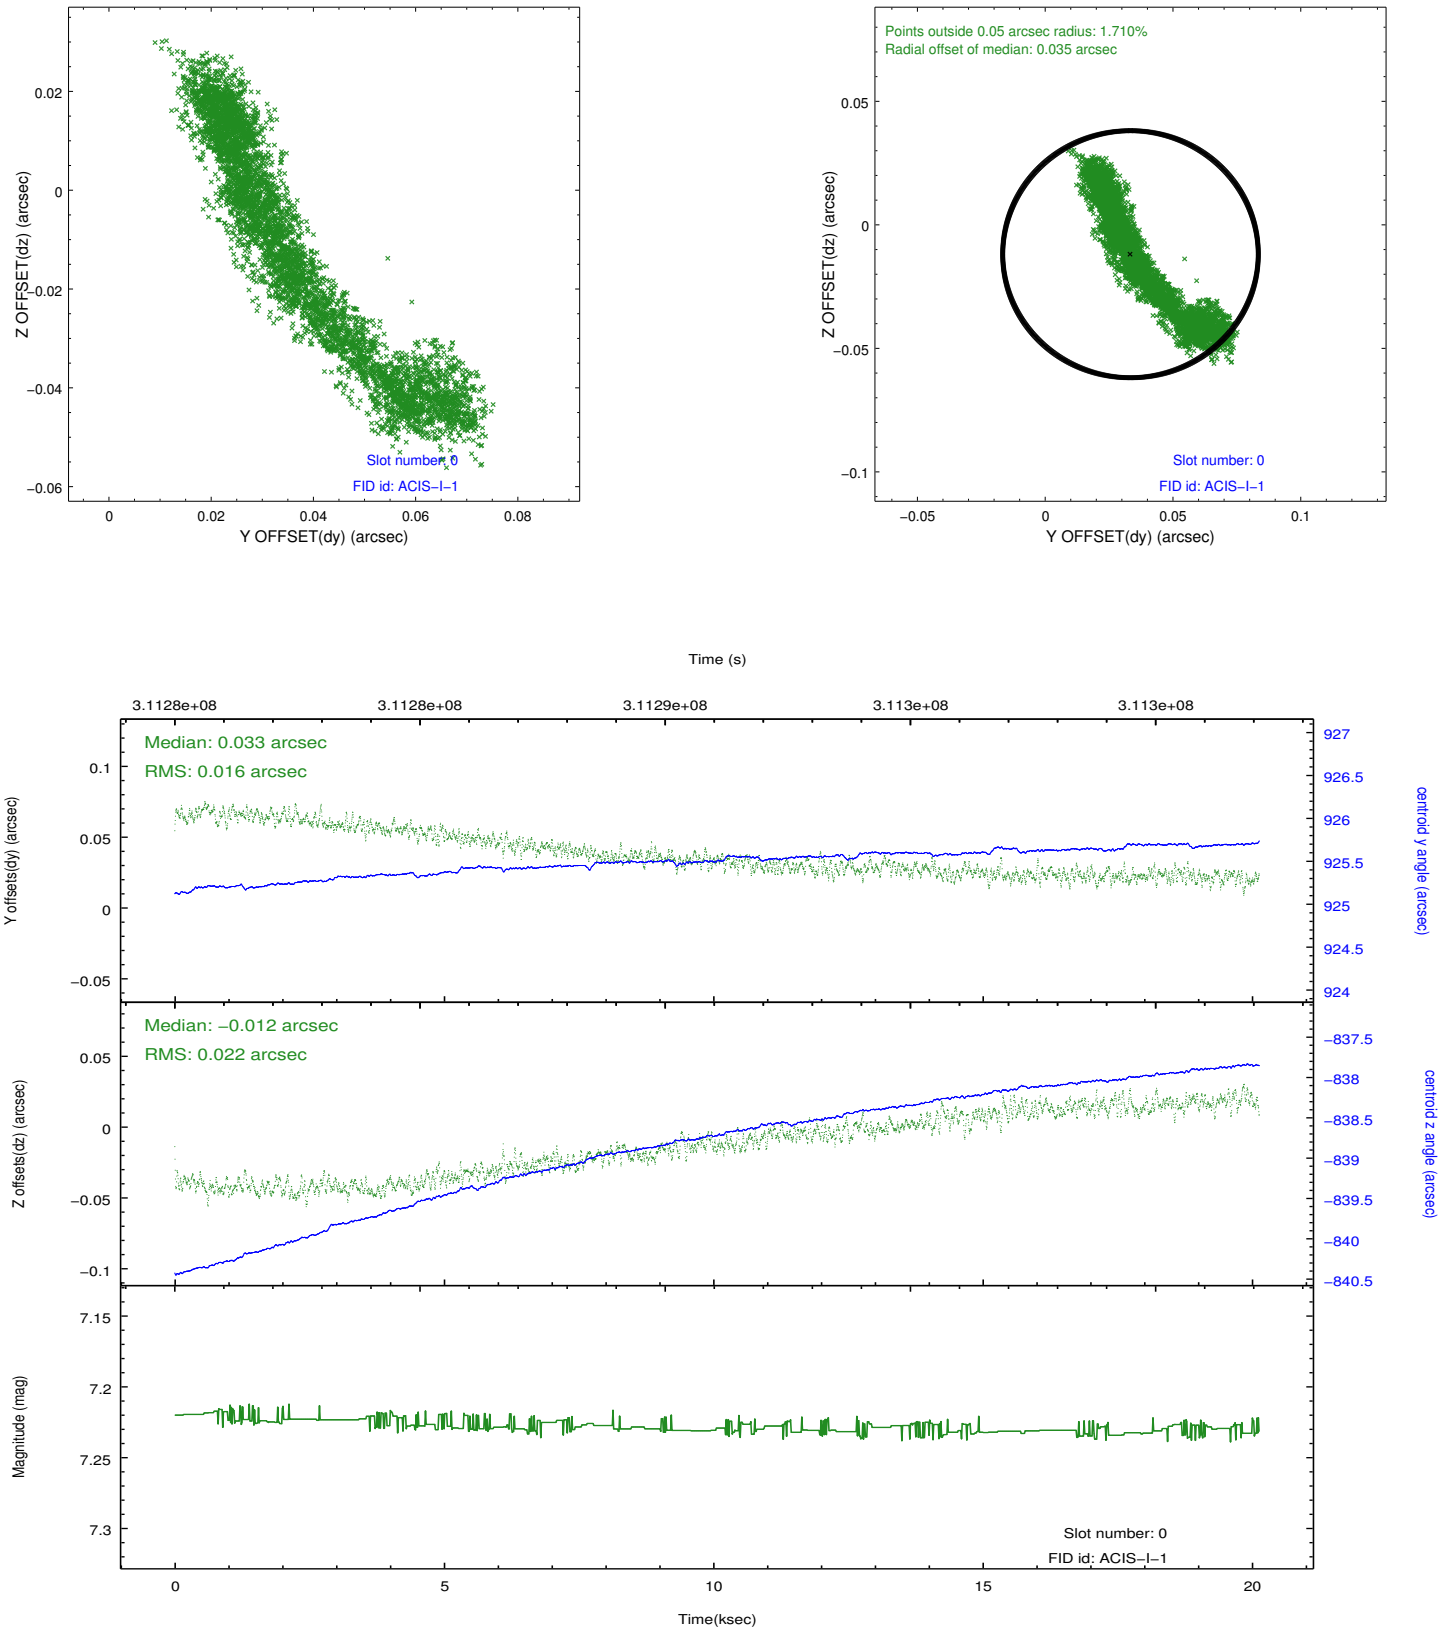 0.02
0
−0.02
−0.04
−0.06
Z OFFSET(dz) (arcsec)
Slot number: 0
FID id: ACIS−I−1
0
0.02
0.04
0.06
0.08
Y OFFSET(dy) (arcsec)
Points outside 0.05 arcsec radius: 1.710%
Radial offset of median: 0.035 arcsec
0.05
0
−0.05
−0.1
Z OFFSET(dz) (arcsec)
Slot number: 0
FID id: ACIS−I−1
−0.05
0
0.05
0.1
Y OFFSET(dy) (arcsec)
Time (s)
3.1128e+08
3.1128e+08
3.1129e+08
3.113e+08
3.113e+08
Median: 0.033 arcsec
RMS: 0.016 arcsec
0.1
0.05
0
−0.05
Y offsets(dy) (arcsec)
927
926.5
926
925.5
925
924.5
924
centroid y angle (arcsec)
Median: −0.012 arcsec
RMS: 0.022 arcsec
0.05
0
−0.05
−0.1
Z offsets(dz) (arcsec)
−837.5
−838
−838.5
−839
−839.5
−840
−840.5
centroid z angle (arcsec)
7.15
7.2
7.25
7.3
Magnitude (mag)
Slot number: 0
FID id: ACIS−I−1
0
5
10
15
20
Time(ksec)